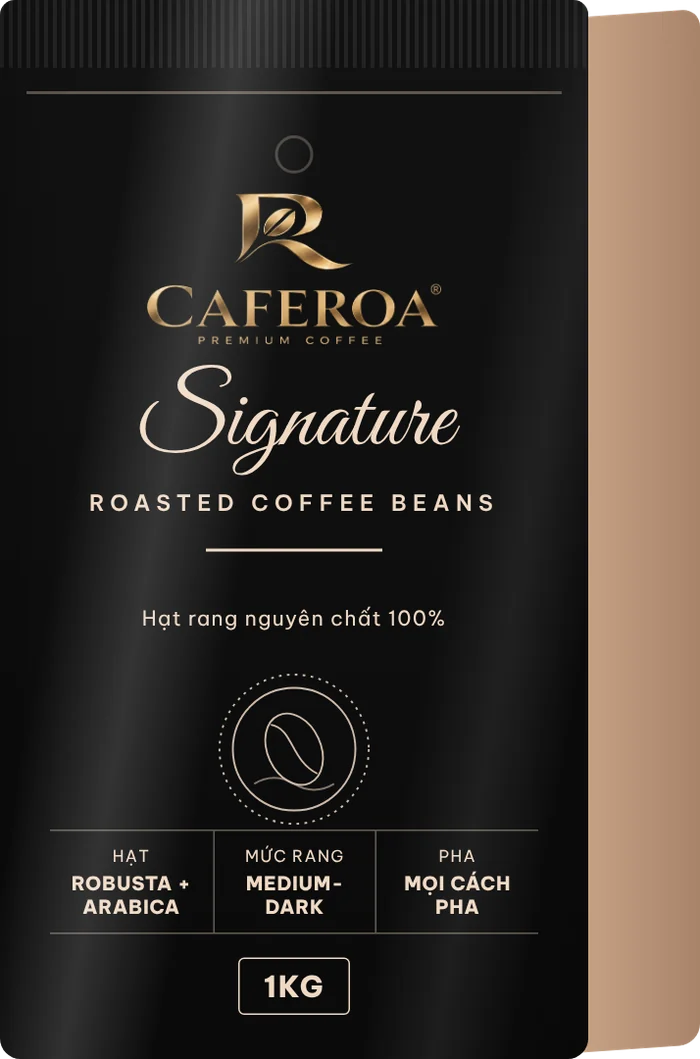 CAFEROA®
PREMIUM COFFEE
Signature
ROASTED COFFEE BEANS
Hạt rang nguyên chất 100%
HẠT
ROBUSTA +
ARABICA
MỨC RANG
MEDIUM-
DARK
PHA
MỌI CÁCH
PHA
1KG